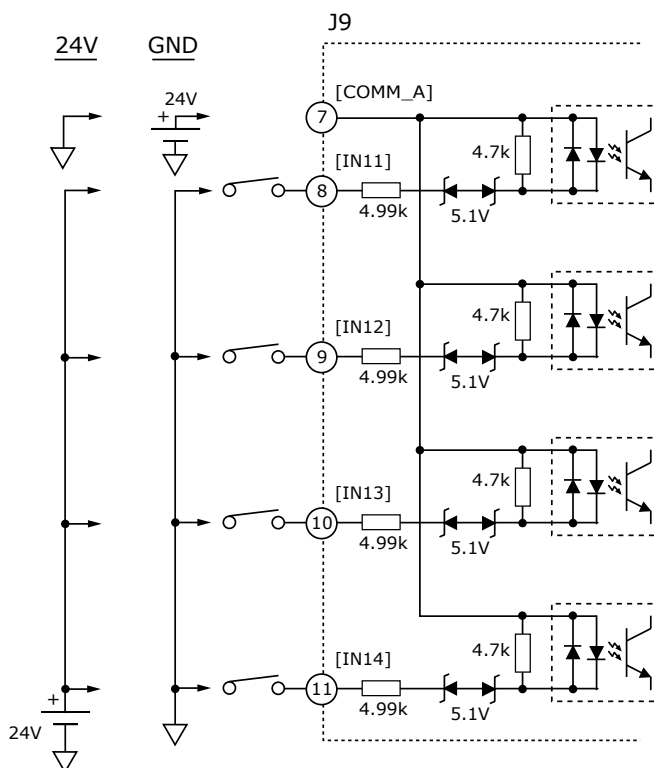 J9
24V GND
24V
+
[COMM_A]
7
4.7k
[IN11]
8
4.99k
5.1V
[IN12]
4.7k
9
4.99k
5.1V
[IN13]
4.7k
10
4.99k
5.1V
[IN14]
4.7k
11
4.99k
5.1V
+
24V